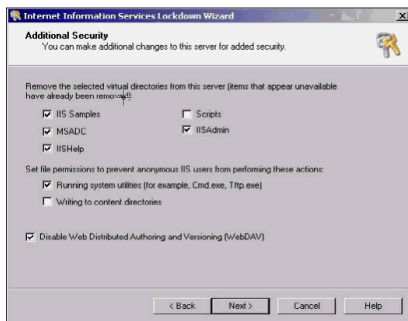 Internet Information Services Lockdown Wizard
Additional Security
You can make additional changes to this server for added security.
Remove the selected virtual directories from this server (items that appear unavailable
have already been removed):
IIS Samples
Scripts
MSADC
IISAdmin
IISHelp
Set file permissions to prevent anonymous IIS users from performing these actions:
Running system utilities (for example, Cmd.exe, Tftp.exe)
Writing to content directories
Disable Web Distributed Authoring and Versioning (WebDAV)
< Back Next > Cancel Help